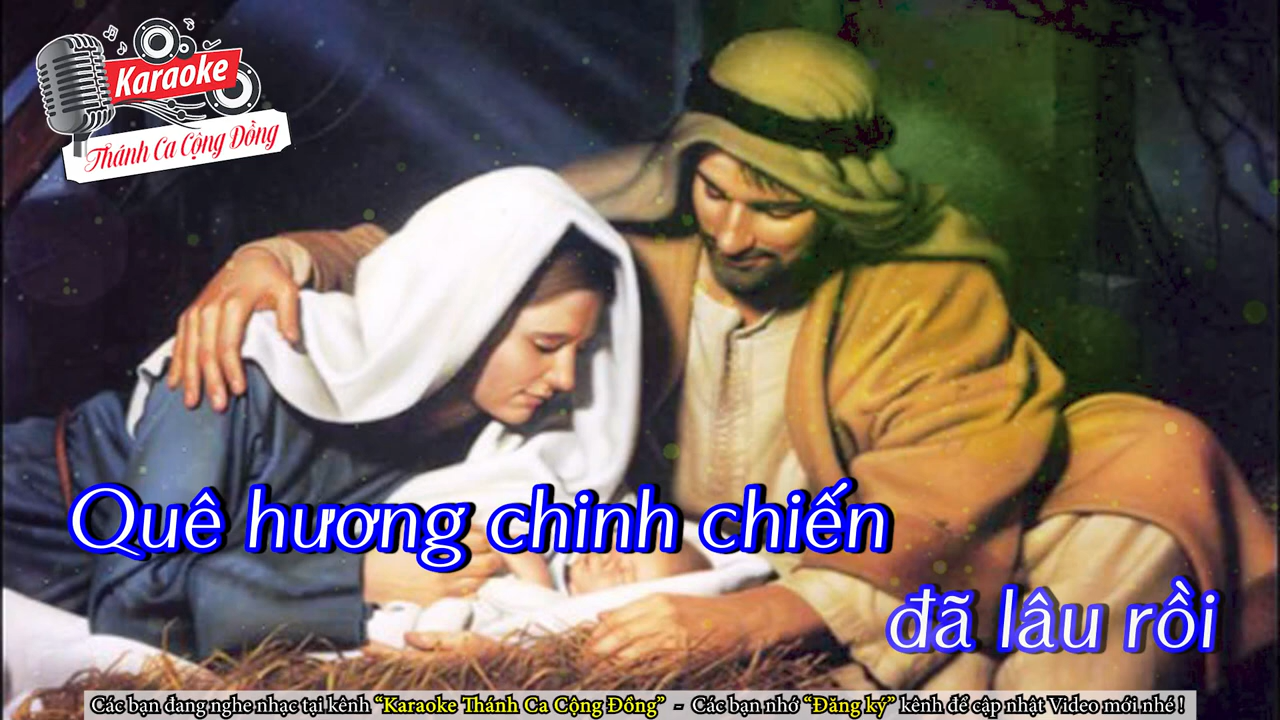 Karaoke
Thánh Ca Cộng Đồng
Quê hương chinh chiến
đã lâu rồi
Các bạn đang nghe nhạc tại kênh “Karaoke Thánh Ca Cộng Đồng” - Các bạn nhớ “Đăng ký” kênh để cập nhật Video mới nhé !